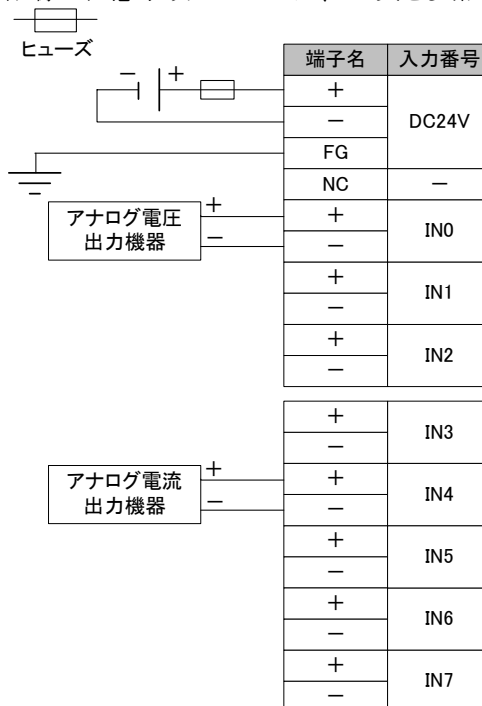 ヒューズ
端子名 入力番号
− + +
− DC24V
FG
NC −
アナログ電圧
出力機器
+ + IN0
− −
+ IN1
−
+ IN2
−
+ IN3
−
アナログ電流
出力機器
+ + IN4
− −
+ IN5
−
+ IN6
−
+ IN7
−